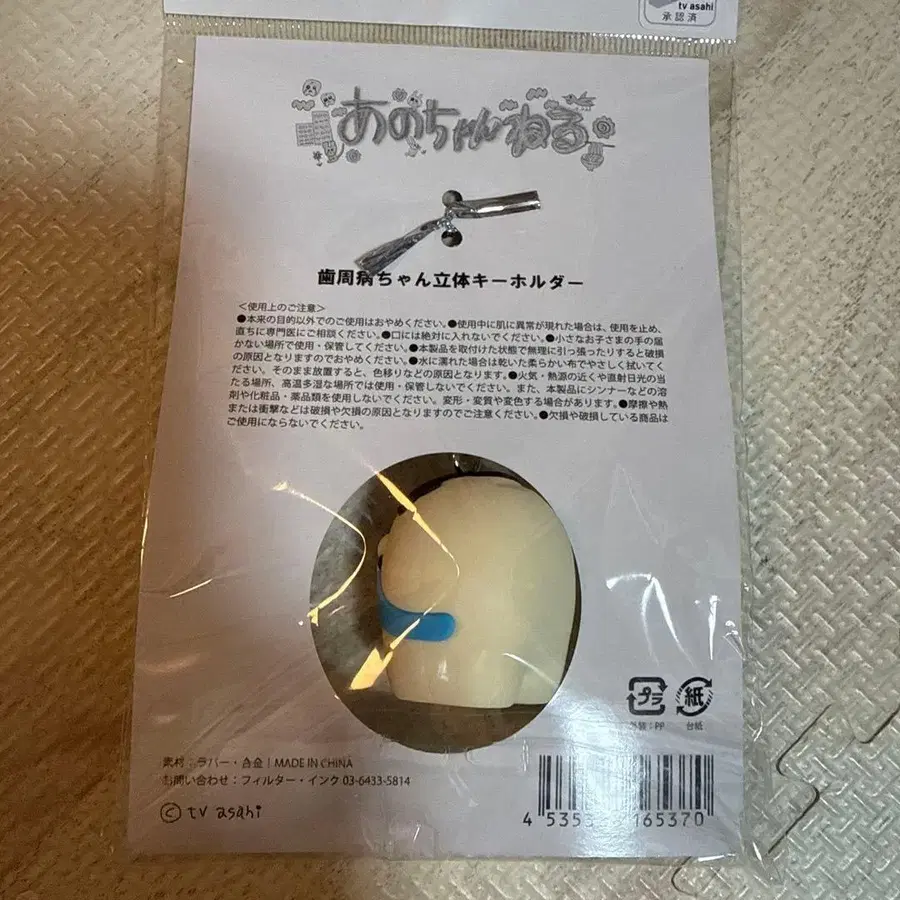 tv asahi
承認済
あのちゃんねる
歯周病ちゃん立体キーホルダー
＜使用上のご注意＞
●本来の目的以外でのご使用はおやめください。●使用中に肌に異常が現れた場合は、使用を止め、
直ちに専門医にご相談ください。●口には絶対に入れないでください。●小さなお子さまの手の届
かない場所で使用・保管してください。●本製品を取付けた状態で無理に引っ張ったりすると破損
の原因となりますのでおやめください。●水に濡れた場合は乾いた柔らかい布でやさしく拭いてく
ださい。そのまま放置すると、色移りなどの原因となります。●火気・熱源の近くや直射日光の当
たる場所、高温多湿な場所では使用・保管しないでください。また、本製品にシンナーなどの溶
剤や化粧品・薬品類を使用しないでください。変形・変質や変色する場合があります。●摩擦や熱
または衝撃などは破損や欠損の原因となりますのでご注意ください。●欠損や破損している商品は
ご使用にならないでください。
プラ
紙
外装：PP
台紙
素材：ラバー・合金 | MADE IN CHINA
お問い合わせ：フィルター・インク 03-6433-5814
© tv asahi
165370